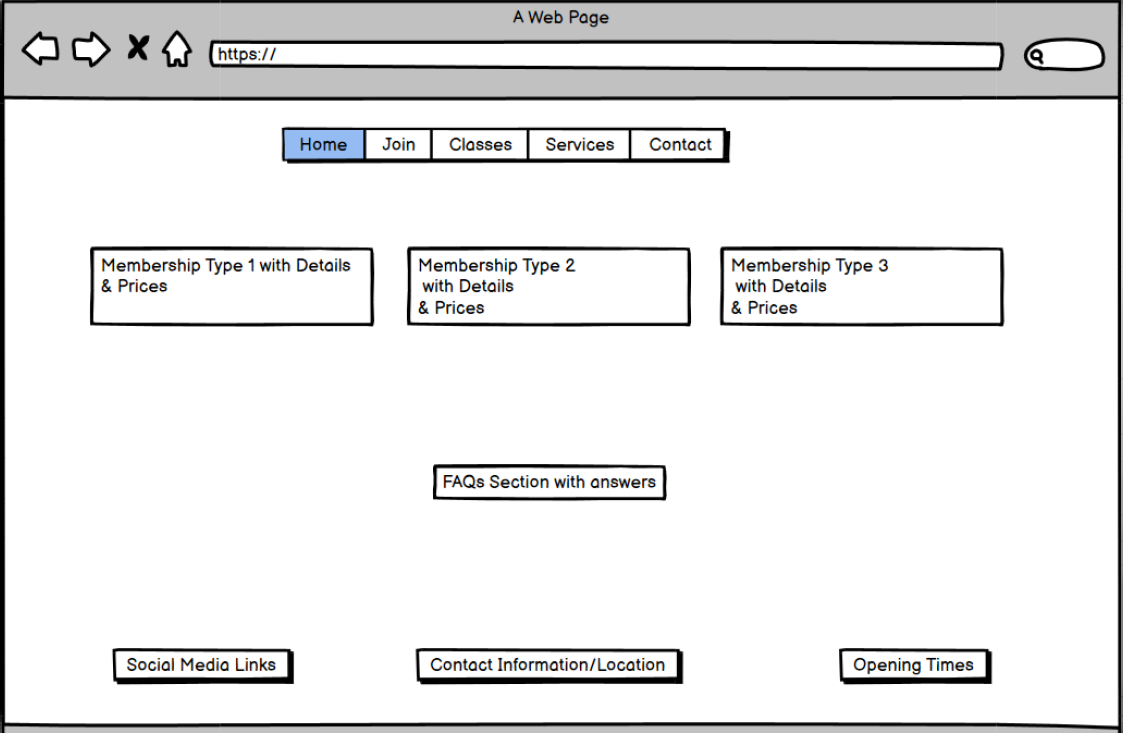 A Web Page
https://
Home Join Classes Services Contact
Membership Type 1 with Details
& Prices
Membership Type 2
with Details
& Prices
Membership Type 3
with Details
& Prices
FAQs Section with answers
Social Media Links
Contact Information/Location
Opening Times